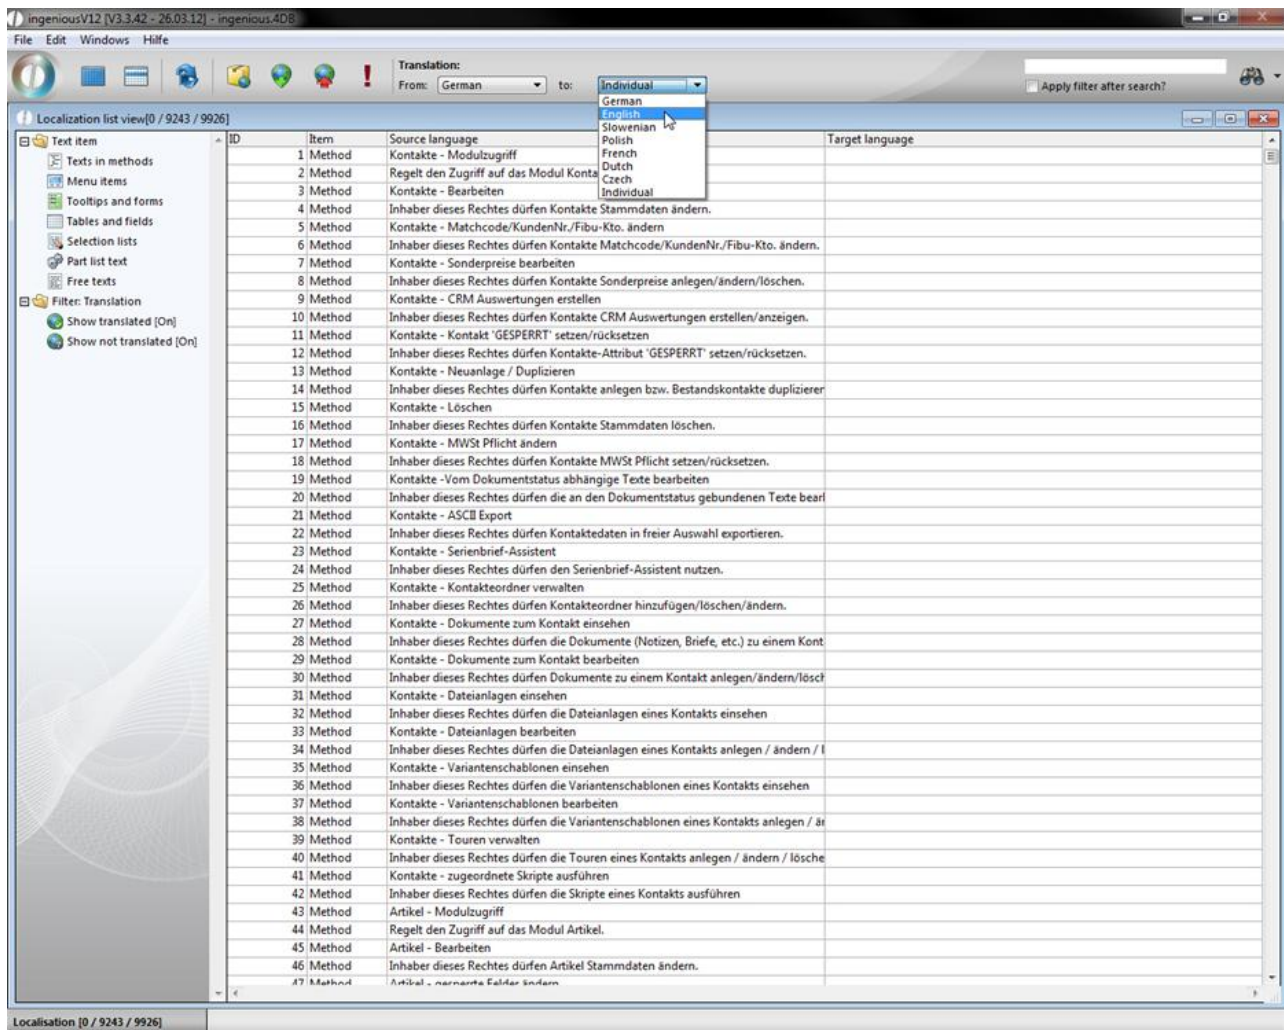 ingeniousV12 [V3.3.42 - 26.03.12] - ingenious.4DB
File Edit Windows Hilfe
Translation:
From: German to: Individual
Apply filter after search?
German
English
Slowenian
Polish
French
Dutch
Czech
Individual
Localization list view[0 / 9243 / 9926]
Text item
Texts in methods
Menu items
Tooltips and forms
Tables and fields
Selection lists
Part list text
Free texts
Filter: Translation
Show translated [On]
Show not translated [On]
ID Item Source language Target language
1 Method Kontakte - Modulzugriff
2 Method Regelt den Zugriff auf das Modul Konta
3 Method Kontakte - Bearbeiten
4 Method Inhaber dieses Rechtes dürfen Kontakte Stammdaten ändern.
5 Method Kontakte - Matchcode/KundenNr./Fibu-Kto. ändern
6 Method Inhaber dieses Rechtes dürfen Kontakte Matchcode/KundenNr./Fibu-Kto. ändern.
7 Method Kontakte - Sonderpreise bearbeiten
8 Method Inhaber dieses Rechtes dürfen Kontakte Sonderpreise anlegen/ändern/löschen.
9 Method Kontakte - CRM Auswertungen erstellen
10 Method Inhaber dieses Rechtes dürfen Kontakte CRM Auswertungen erstellen/anzeigen.
11 Method Kontakte - Kontakt 'GESPERRT' setzen/rücksetzen
12 Method Inhaber dieses Rechtes dürfen Kontakte-Attribut 'GESPERRT' setzen/rücksetzen.
13 Method Kontakte - Neuanlage / Duplizieren
14 Method Inhaber dieses Rechtes dürfen Kontakte anlegen bzw. Bestandskontakte duplizieren
15 Method Kontakte - Löschen
16 Method Inhaber dieses Rechtes dürfen Kontakte Stammdaten löschen.
17 Method Kontakte - MWSt Pflicht ändern
18 Method Inhaber dieses Rechtes dürfen Kontakte MWSt Pflicht setzen/rücksetzen.
19 Method Kontakte -Vom Dokumentstatus abhängige Texte bearbeiten
20 Method Inhaber dieses Rechtes dürfen die an den Dokumentstatus gebundenen Texte bearl
21 Method Kontakte - ASCII Export
22 Method Inhaber dieses Rechtes dürfen Kontaktedaten in freier Auswahl exportieren.
23 Method Kontakte - Serienbrief-Assistent
24 Method Inhaber dieses Rechtes dürfen den Serienbrief-Assistent nutzen.
25 Method Kontakte - Kontakteordner verwalten
26 Method Inhaber dieses Rechtes dürfen Kontakteordner hinzufügen/löschen/ändern.
27 Method Kontakte - Dokumente zum Kontakt einsehen
28 Method Inhaber dieses Rechtes dürfen die Dokumente (Notizen, Briefe, etc.) zu einem Kont
29 Method Kontakte - Dokumente zum Kontakt bearbeiten
30 Method Inhaber dieses Rechtes dürfen Dokumente zu einem Kontakt anlegen/ändern/lösch
31 Method Kontakte - Dateianlagen einsehen
32 Method Inhaber dieses Rechtes dürfen die Dateianlagen eines Kontakts einsehen
33 Method Kontakte - Dateianlagen bearbeiten
34 Method Inhaber dieses Rechtes dürfen die Dateianlagen eines Kontakts anlegen / ändern / l
35 Method Kontakte - Variantenschablonen einsehen
36 Method Inhaber dieses Rechtes dürfen die Variantenschablonen eines Kontakts einsehen
37 Method Kontakte - Variantenschablonen bearbeiten
38 Method Inhaber dieses Rechtes dürfen die Variantenschablonen eines Kontakts anlegen / är
39 Method Kontakte - Touren verwalten
40 Method Inhaber dieses Rechtes dürfen die Touren eines Kontakts anlegen / ändern / lösche
41 Method Kontakte - zugeordnete Skripte ausführen
42 Method Inhaber dieses Rechtes dürfen die Skripte eines Kontakts ausführen
43 Method Artikel - Modulzugriff
44 Method Regelt den Zugriff auf das Modul Artikel.
45 Method Artikel - Bearbeiten
46 Method Inhaber dieses Rechtes dürfen Artikel Stammdaten ändern.
47 Method Artikel - gesperrte Felder ändern
Localisation [0 / 9243 / 9926]